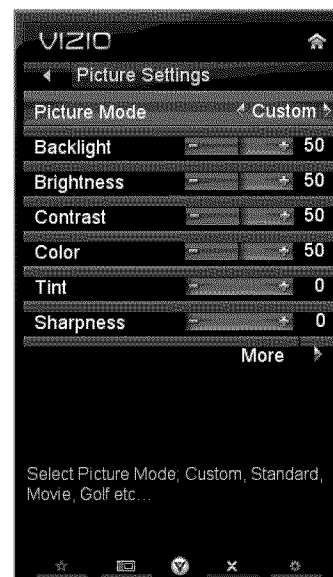 VIZIO
Picture Settings
Picture Mode Custom
Backlight - + 50
Brightness - + 50
Contrast - + 50
Color - + 50
Tint - + 0
Sharpness - + 0
More
Select Picture Mode; Custom, Standard,
Movie, Golf etc...